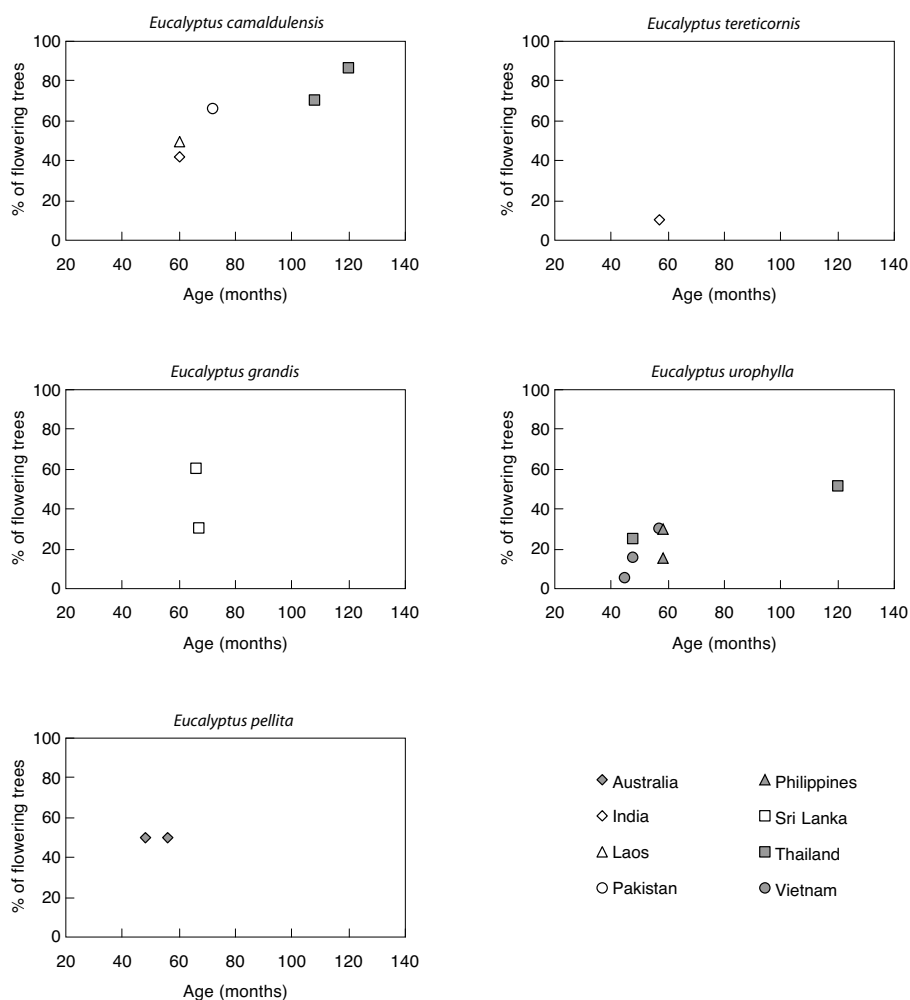 Eucalyptus camaldulensis
100
80
60
40
20
0
% of flowering trees
20 40 60 80 100 120 140
Age (months)
Eucalyptus tereticornis
100
80
60
40
20
0
% of flowering trees
20 40 60 80 100 120 140
Age (months)
Eucalyptus grandis
100
80
60
40
20
0
% of flowering trees
20 40 60 80 100 120 140
Age (months)
Eucalyptus urophylla
100
80
60
40
20
0
% of flowering trees
20 40 60 80 100 120 140
Age (months)
Eucalyptus pellita
100
80
60
40
20
0
% of flowering trees
20 40 60 80 100 120 140
Age (months)
Australia
India
Laos
Pakistan
Philippines
Sri Lanka
Thailand
Vietnam